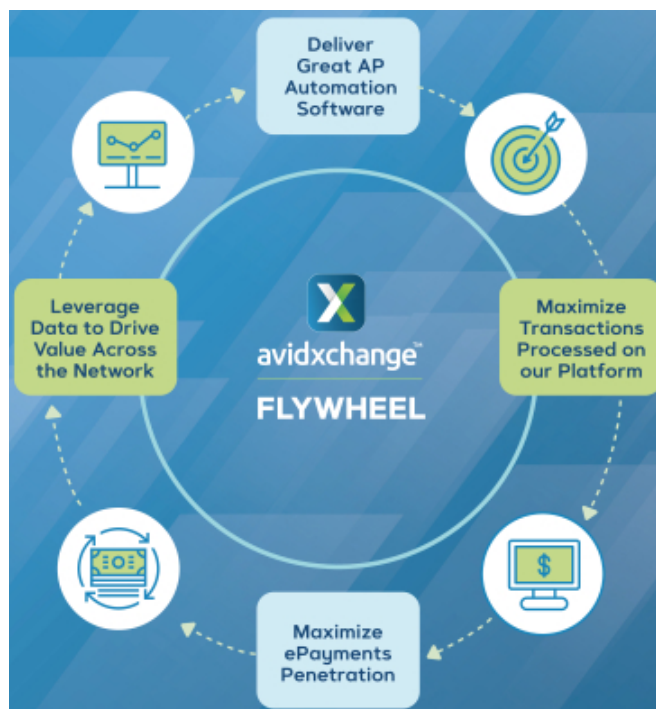 Deliver
Great AP
Automation
Software
Leverage
Data to Drive
Value Across
the Network
avidxchange™
FLYWHEEL
Maximize
Transactions
Processed on
our Platform
$
Maximize
ePayments
Penetration